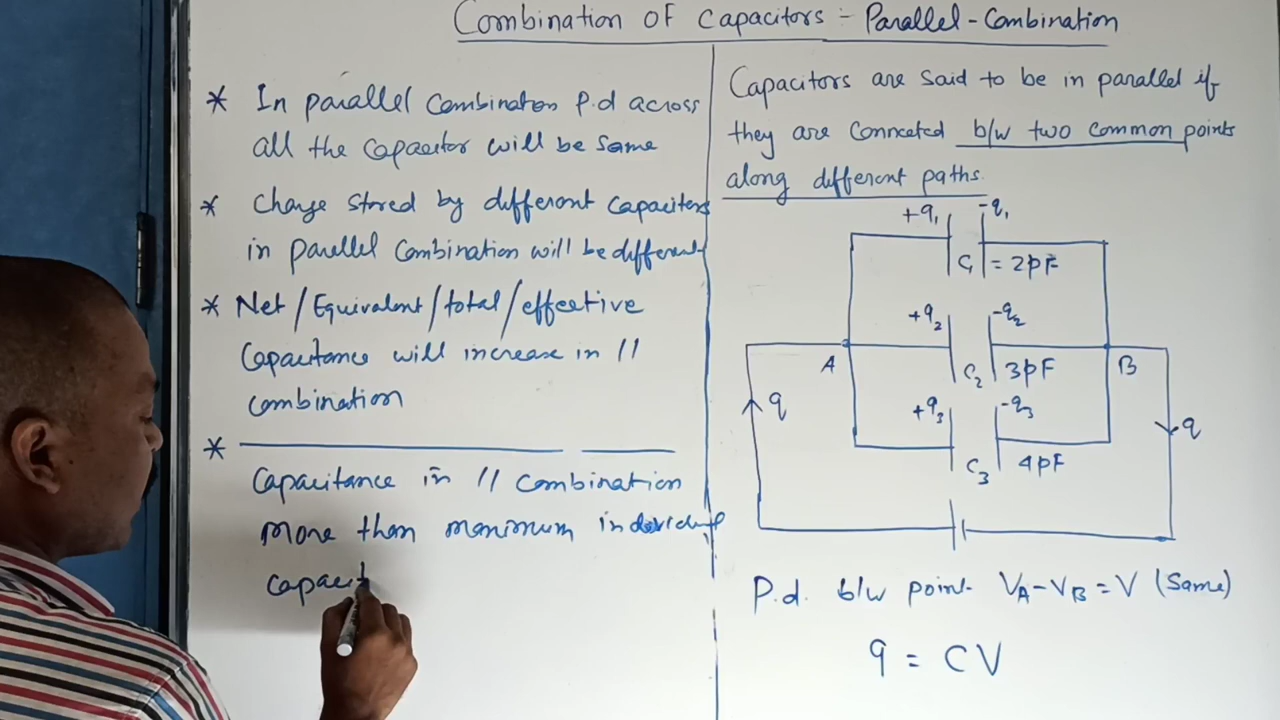 Combination of Capacitors :- Parallel-Combination
* In parallel combination p.d across
all the capacitor will be same
* Charge stored by different capacitors
in parallel combination will be different
* Net/Equivalent/total/effective
Capacitance will increase in //
combination
*
Capacitance in // combination
more than maximum individual
capacit
Capacitors are said to be in parallel if
they are connected b/w two common points
along different paths.
+q₁ -q₁
C₁ = 2pF
+q₂ -q₂
A C₂ 3pF B
+q₃ -q₃
q q
C₃ 4pF
P.d. b/w point. V_A - V_B = V (Same)
q = CV